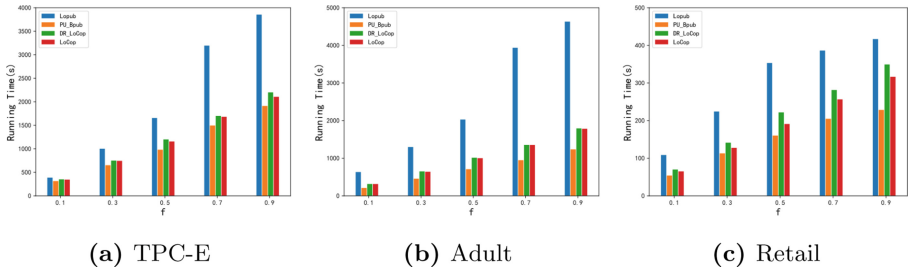 4000
3500
3000
2500
2000
1500
1000
500
0
Running Time(s)
Lopub
PU_Bpub
DR_LoCop
LoCop
0.1 0.3 0.5 0.7 0.9
f
(a) TPC-E
5000
4000
3000
2000
1000
0
Running Time(s)
Lopub
PU_Bpub
DR_LoCop
LoCop
0.1 0.3 0.5 0.7 0.9
f
(b) Adult
500
400
300
200
100
0
Running Time(s)
Lopub
PU_Bpub
DR_LoCop
LoCop
0.1 0.3 0.5 0.7 0.9
f
(c) Retail